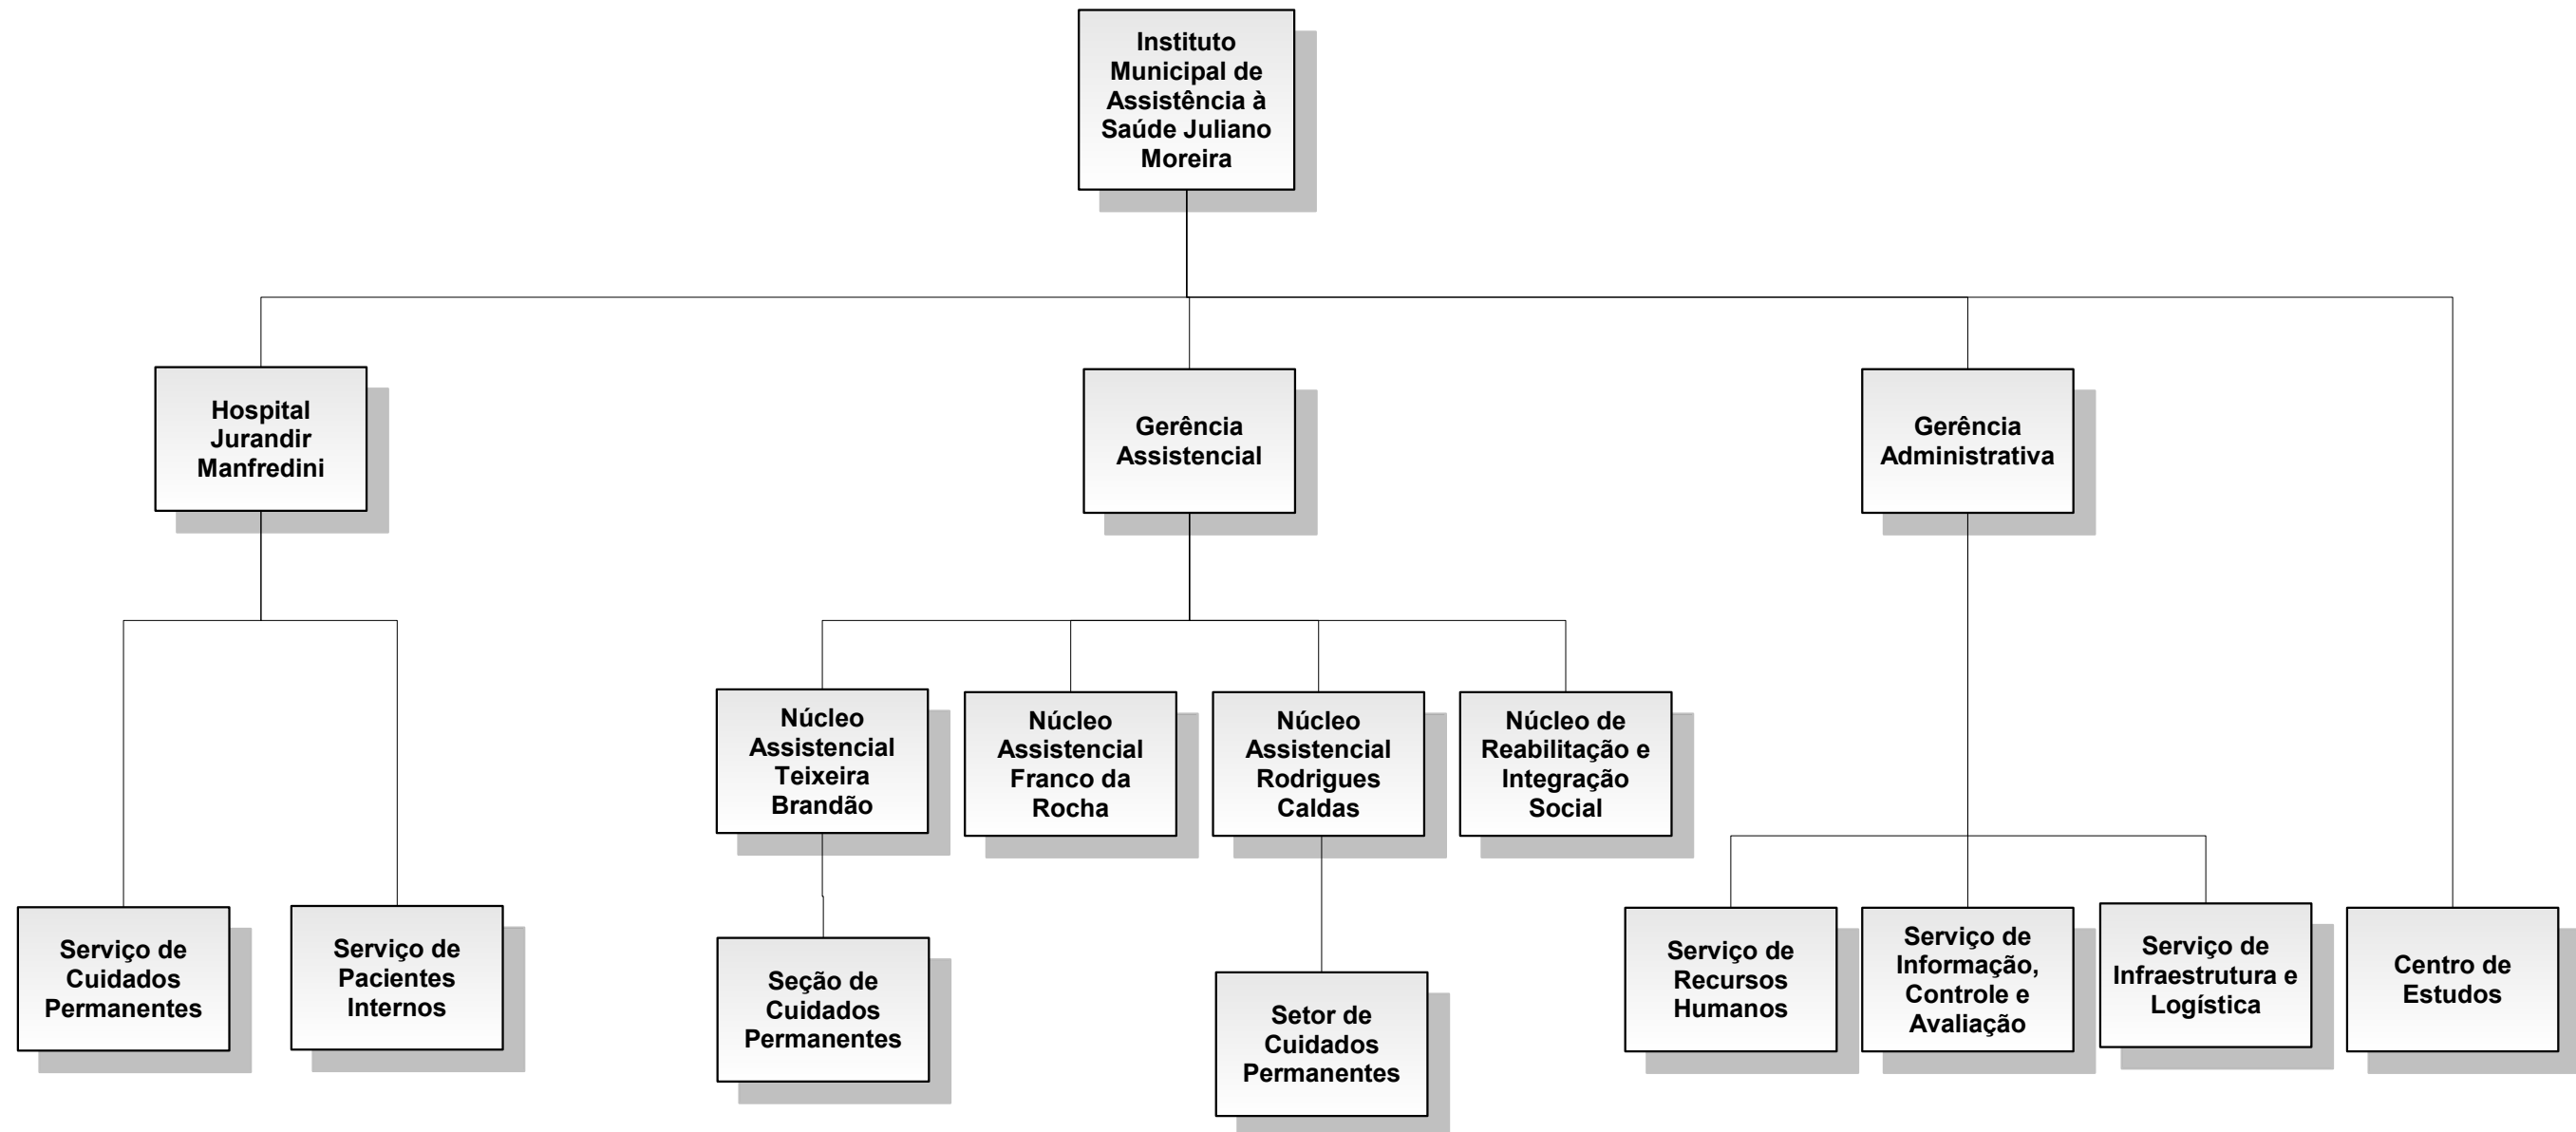 Instituto
Municipal de
Assistência à
Saúde Juliano
Moreira
Hospital
Jurandir
Manfredini
Gerência
Assistencial
Gerência
Administrativa
Núcleo
Assistencial
Teixeira
Brandão
Núcleo
Assistencial
Franco da
Rocha
Núcleo
Assistencial
Rodrigues
Caldas
Núcleo de
Reabilitação e
Integração
Social
Serviço de
Cuidados
Permanentes
Serviço de
Pacientes
Internos
Seção de
Cuidados
Permanentes
Setor de
Cuidados
Permanentes
Serviço de
Recursos
Humanos
Serviço de
Informação,
Controle e
Avaliação
Serviço de
Infraestrutura e
Logística
Centro de
Estudos